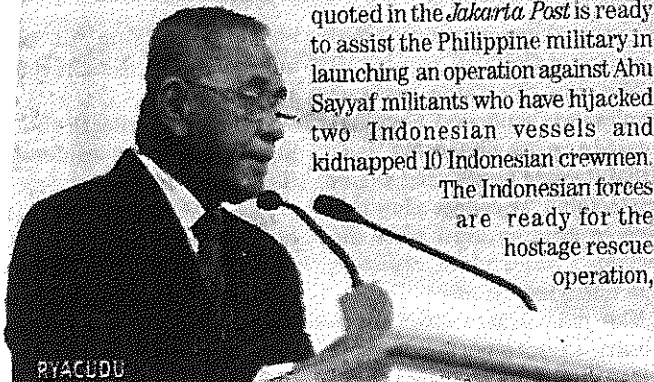 quoted in the Jakarta Post is ready
to assist the Philippine military in
launching an operation against Abu
Sayyaf militants who have hijacked
two Indonesian vessels and
kidnapped 10 Indonesian crewmen.
The Indonesian forces
are ready for the
hostage rescue
operation,
RYACUDU